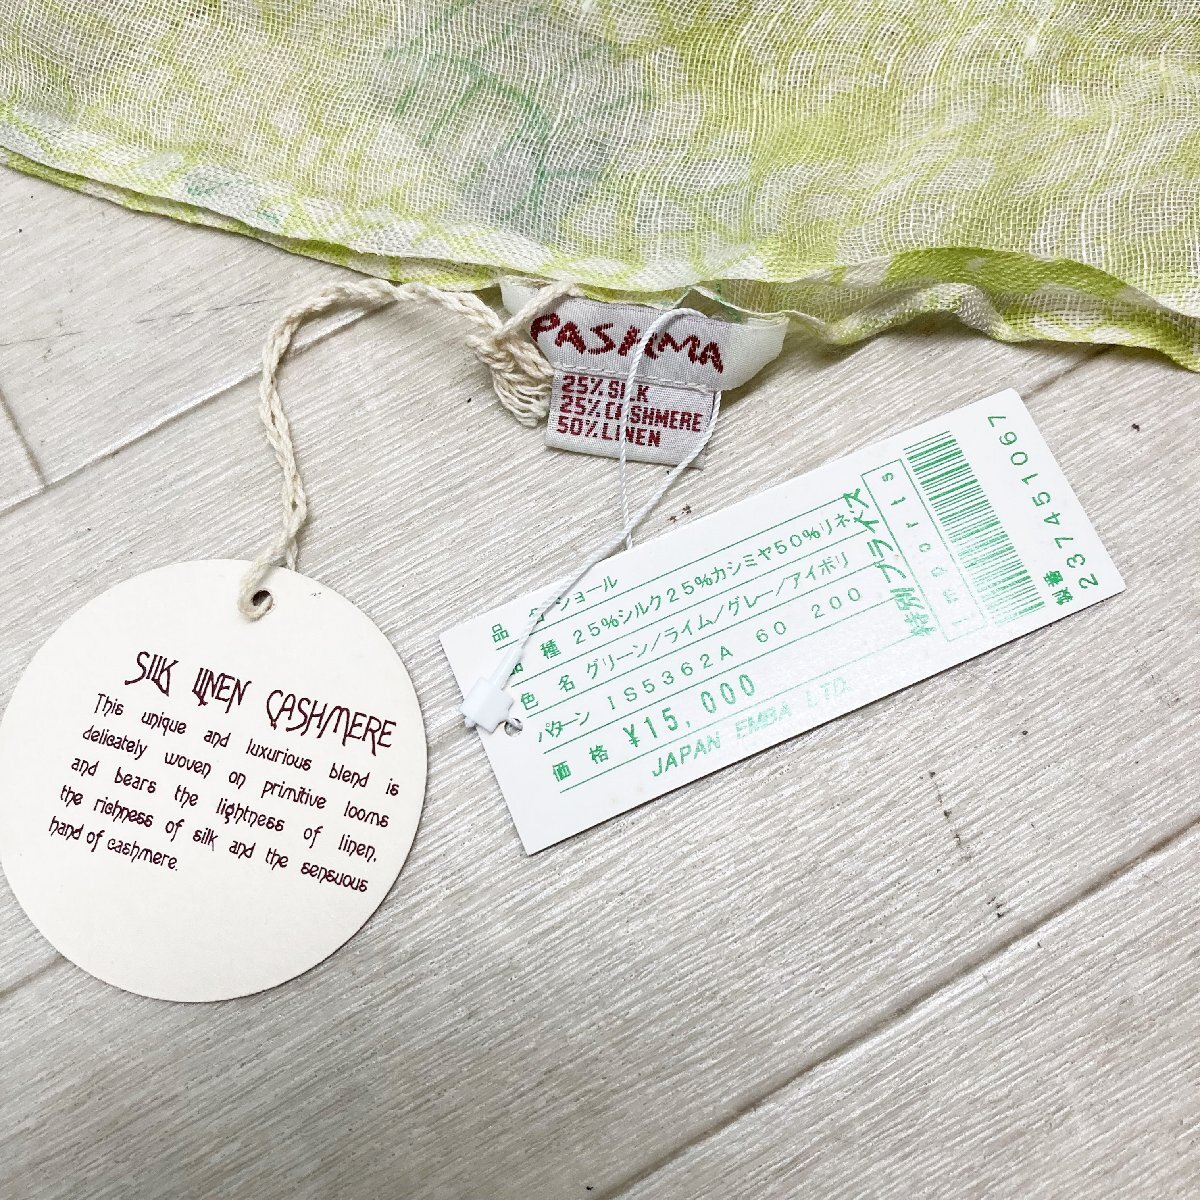 PASHMA
25% SILK
25% CASHMERE
50% LINEN
SILK LINEN CASHMERE
This unique and luxurious blend is
delicately woven on primitive looms
and bears the lightness of linen,
the richness of silk and the sensuous
hand of cashmere.
品 名 ショール
品 種 25%シルク25%カシミヤ50%リネン
色 名 グリーン/ライム/グレー/アイボリ
パターン IS5362A 60 200
価 格 ¥15,000
JAPAN EMBA LTD.
特別プライス
imports
製番 237451067